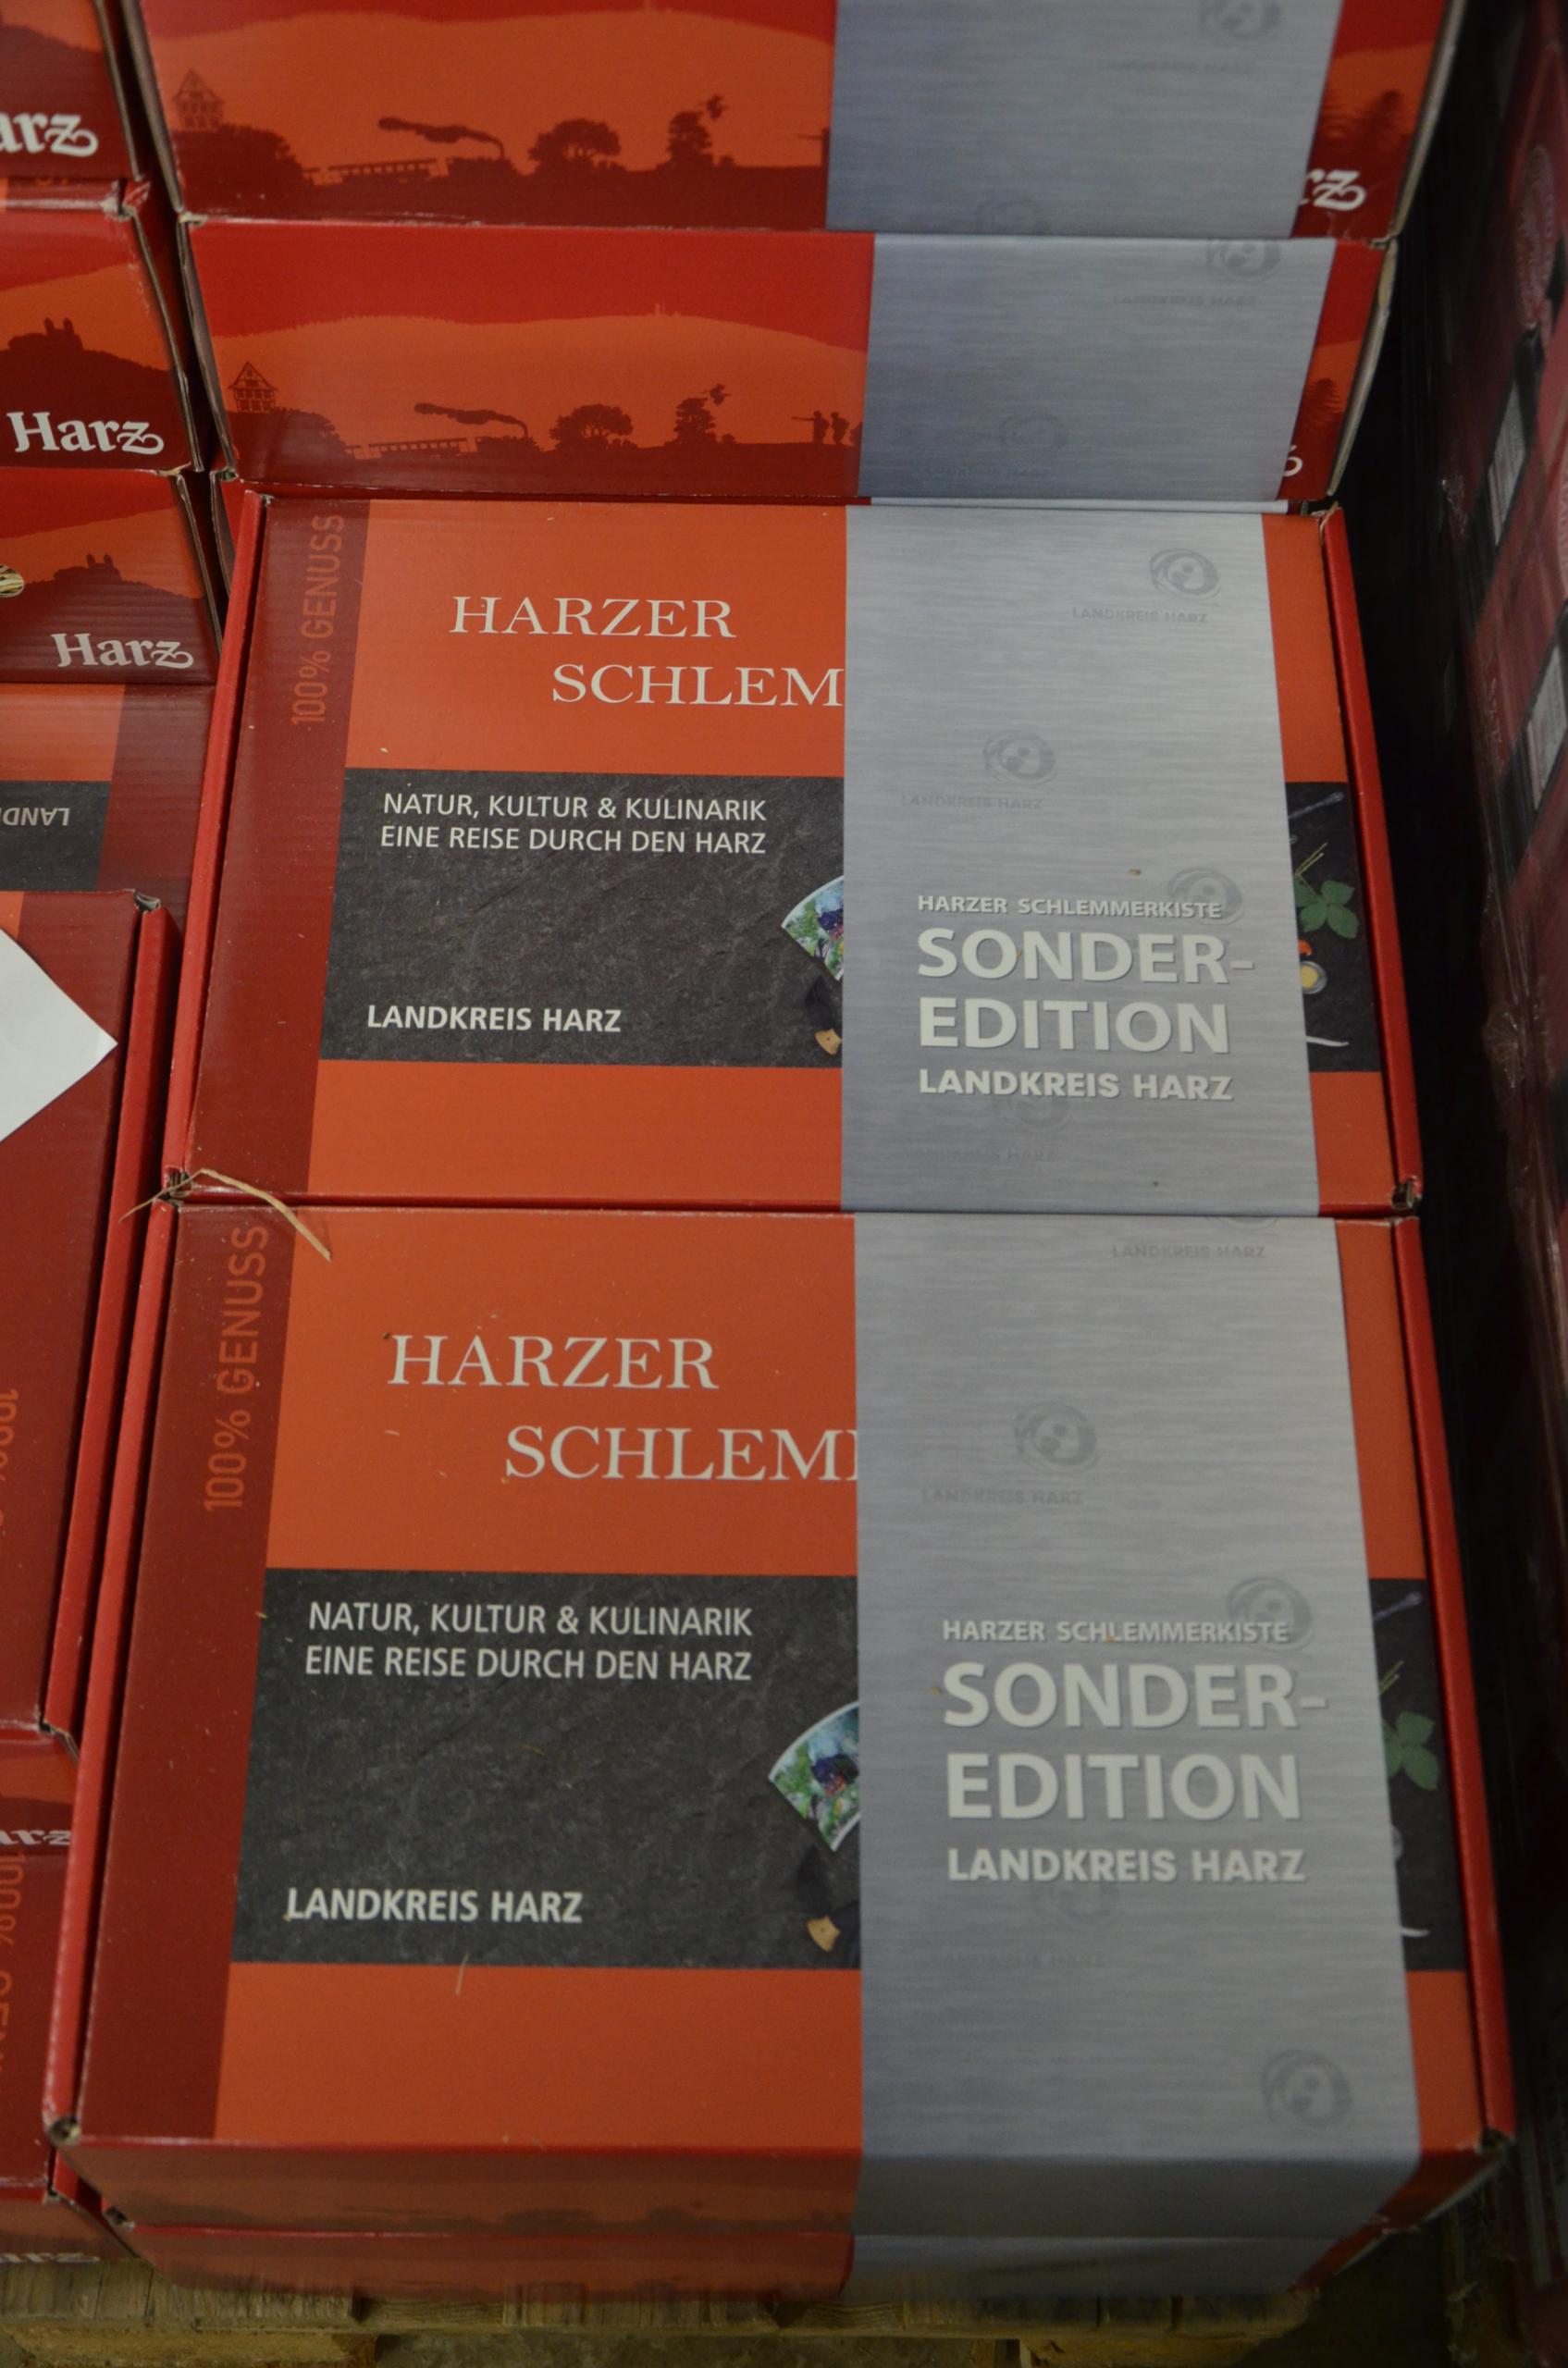 Harz
Harz
100% GENUSS
HARZER
SCHLEM
LANDKREIS HARZ
LANDKREIS HARZ
NATUR, KULTUR & KULINARIK
EINE REISE DURCH DEN HARZ
LANDKREIS HARZ
HARZER SCHLEMMERKISTE
SONDER-
EDITION
LANDKREIS HARZ
100% GENUSS
HARZER
SCHLEM
LANDKREIS HARZ
LANDKREIS HARZ
NATUR, KULTUR & KULINARIK
EINE REISE DURCH DEN HARZ
LANDKREIS HARZ
HARZER SCHLEMMERKISTE
SONDER-
EDITION
LANDKREIS HARZ